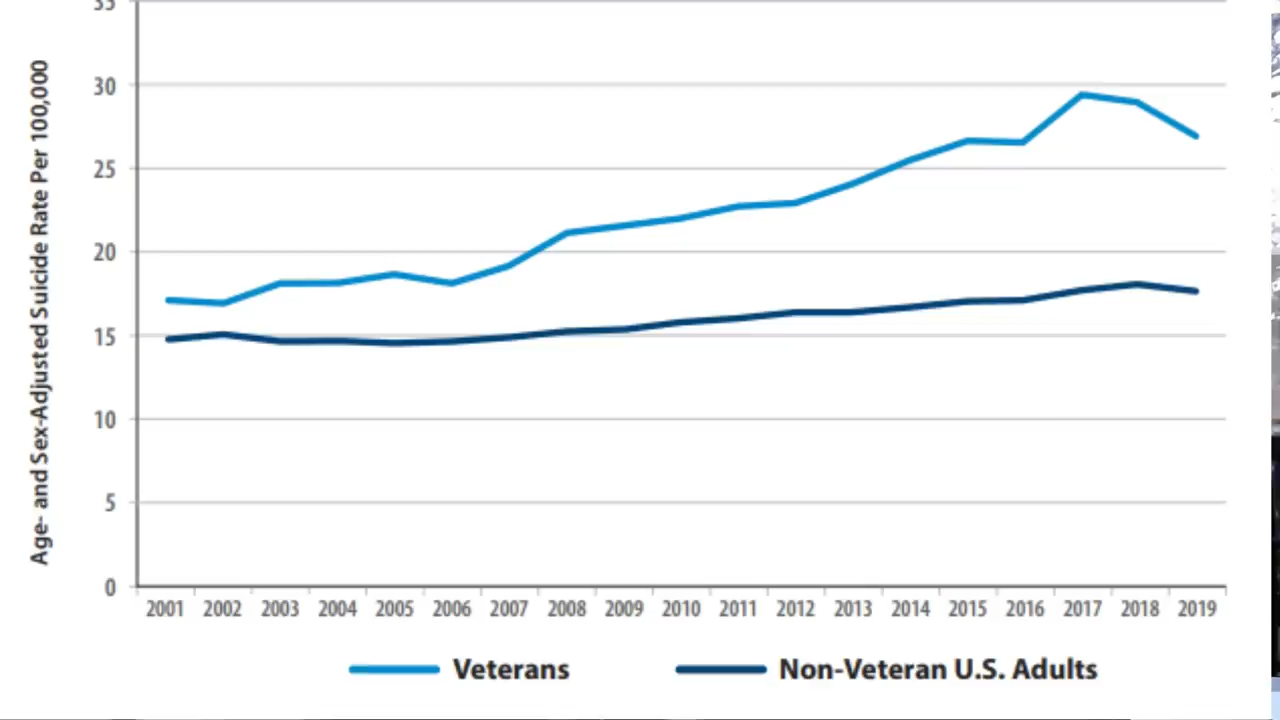 35
Age- and Sex-Adjusted Suicide Rate Per 100,000
30
25
20
15
10
5
0
2001 2002 2003 2004 2005 2006 2007 2008 2009 2010 2011 2012 2013 2014 2015 2016 2017 2018 2019
Veterans Non-Veteran U.S. Adults